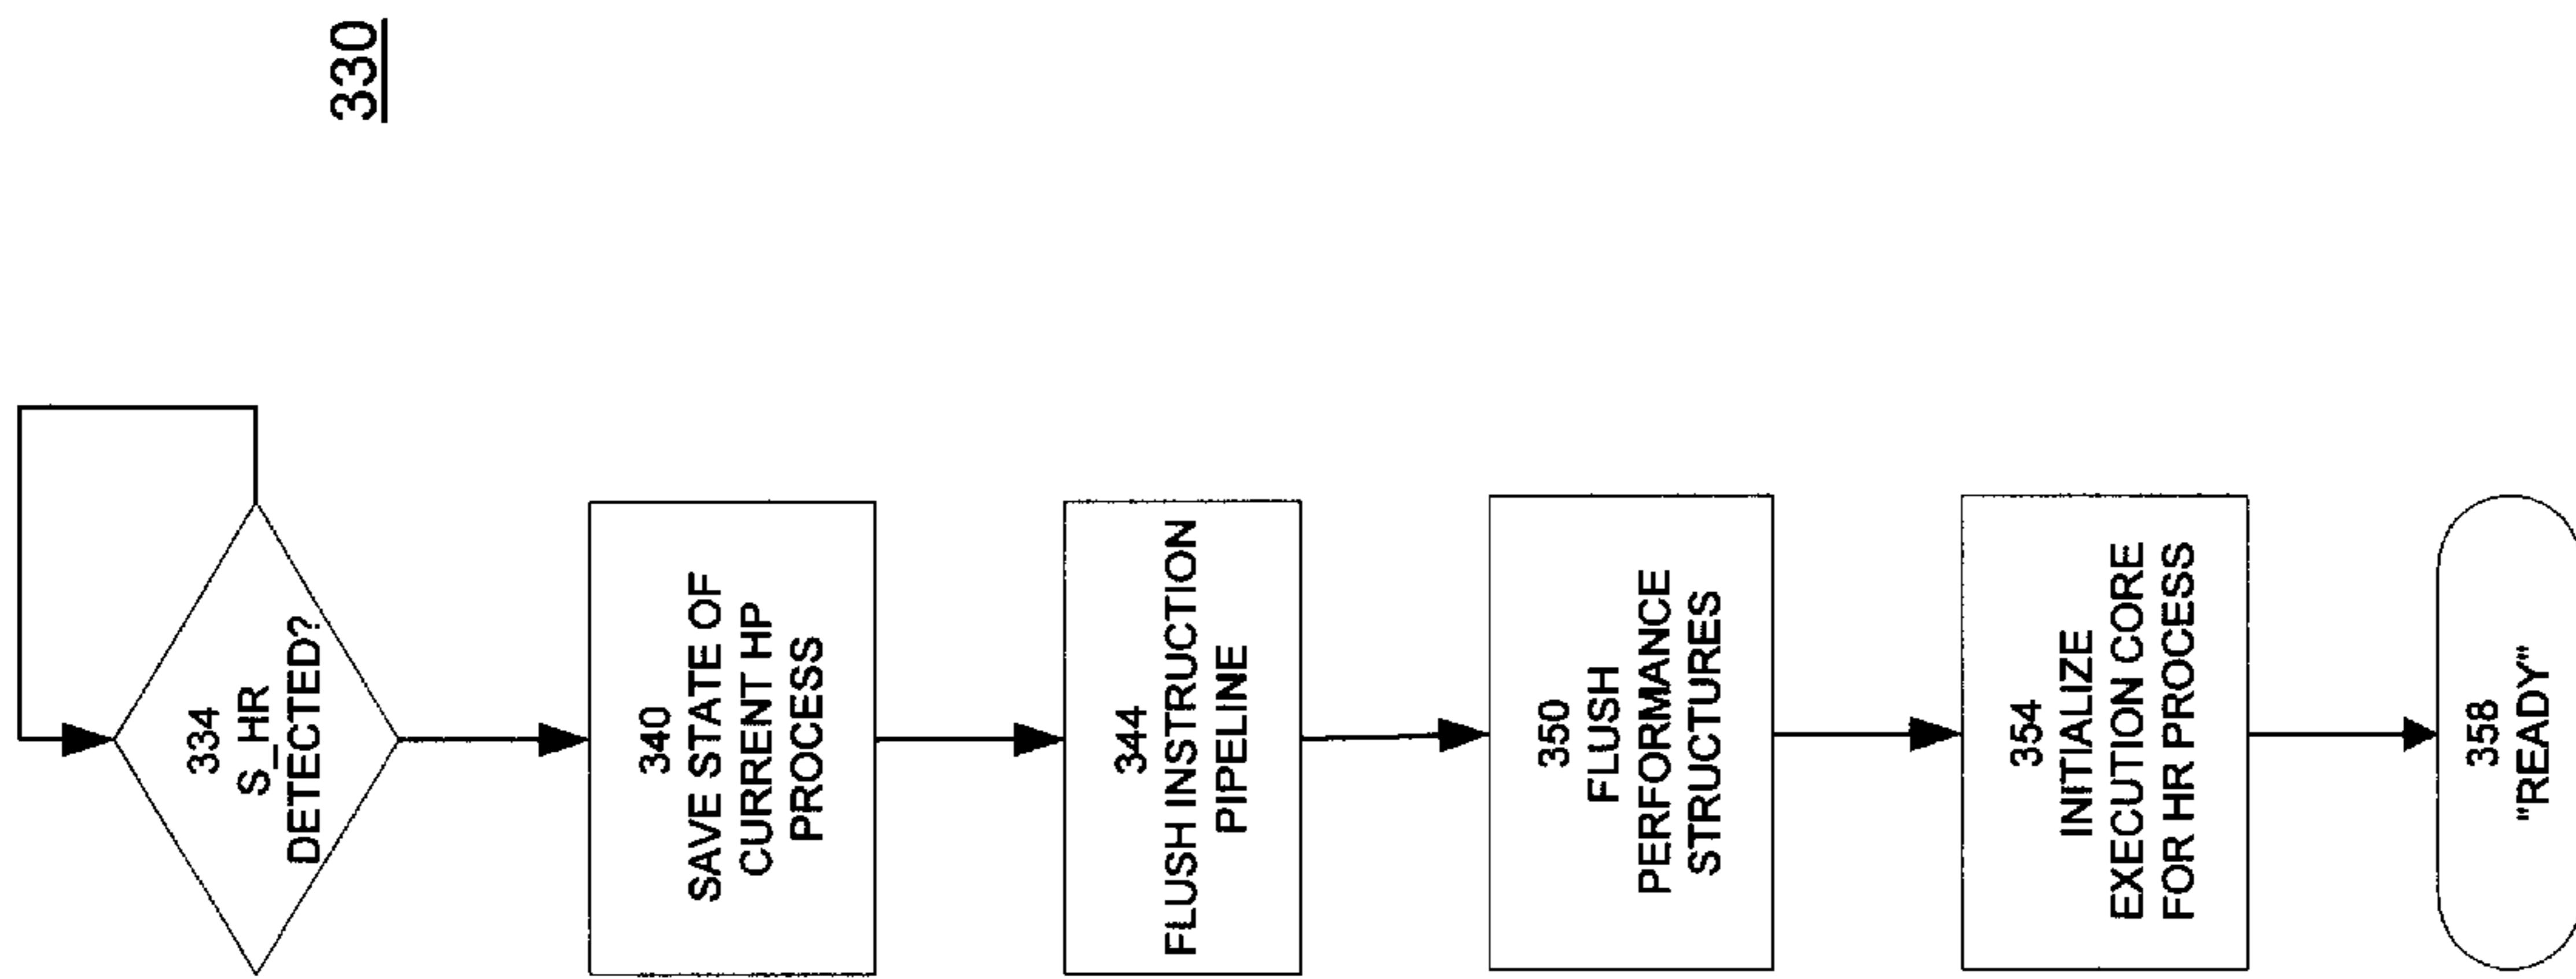 330
334
S_HR
DETECTED?
340
SAVE STATE OF
CURRENT HP
PROCESS
344
FLUSH INSTRUCTION
PIPELINE
350
FLUSH
PERFORMANCE
STRUCTURES
354
INITIALIZE
EXECUTION CORE
FOR HR PROCESS
358
"READY"